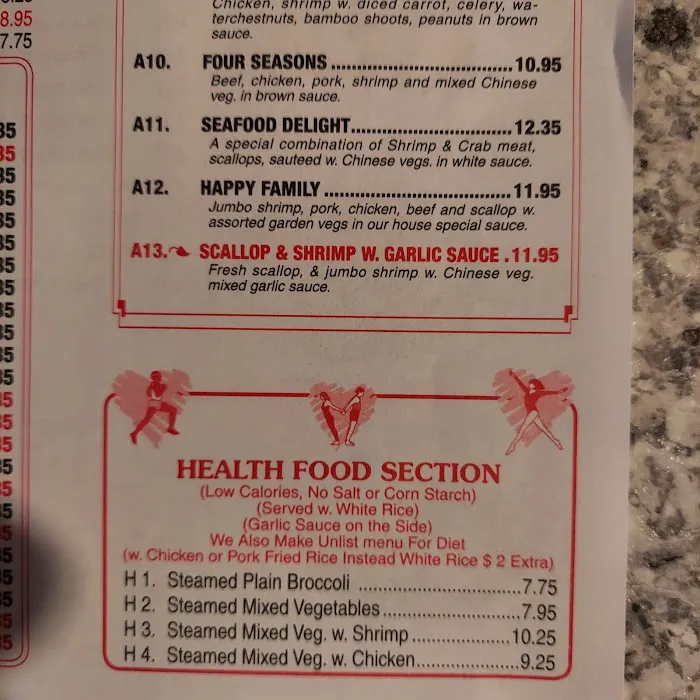 8.95
7.75
Chicken, shrimp w. diced carrot, celery, wa-
terchestnuts, bamboo shoots, peanuts in brown
sauce.
A10. FOUR SEASONS ..............................10.95
Beef, chicken, pork, shrimp and mixed Chinese
veg. in brown sauce.
A11. SEAFOOD DELIGHT..........................12.35
A special combination of Shrimp & Crab meat,
scallops, sauteed w. Chinese vegs. in white sauce.
A12. HAPPY FAMILY ...................................11.95
Jumbo shrimp, pork, chicken, beef and scallop w.
assorted garden vegs in our house special sauce.
A13. SCALLOP & SHRIMP W. GARLIC SAUCE .11.95
Fresh scallop, & jumbo shrimp w. Chinese veg.
mixed garlic sauce.
HEALTH FOOD SECTION
(Low Calories, No Salt or Corn Starch)
(Served w. White Rice)
(Garlic Sauce on the Side)
We Also Make Unlist menu For Diet
(w. Chicken or Pork Fried Rice Instead White Rice $ 2 Extra)
H 1. Steamed Plain Broccoli ..........................7.75
H 2. Steamed Mixed Vegetables......................7.95
H 3. Steamed Mixed Veg. w. Shrimp ...............10.25
H 4. Steamed Mixed Veg. w. Chicken................9.25